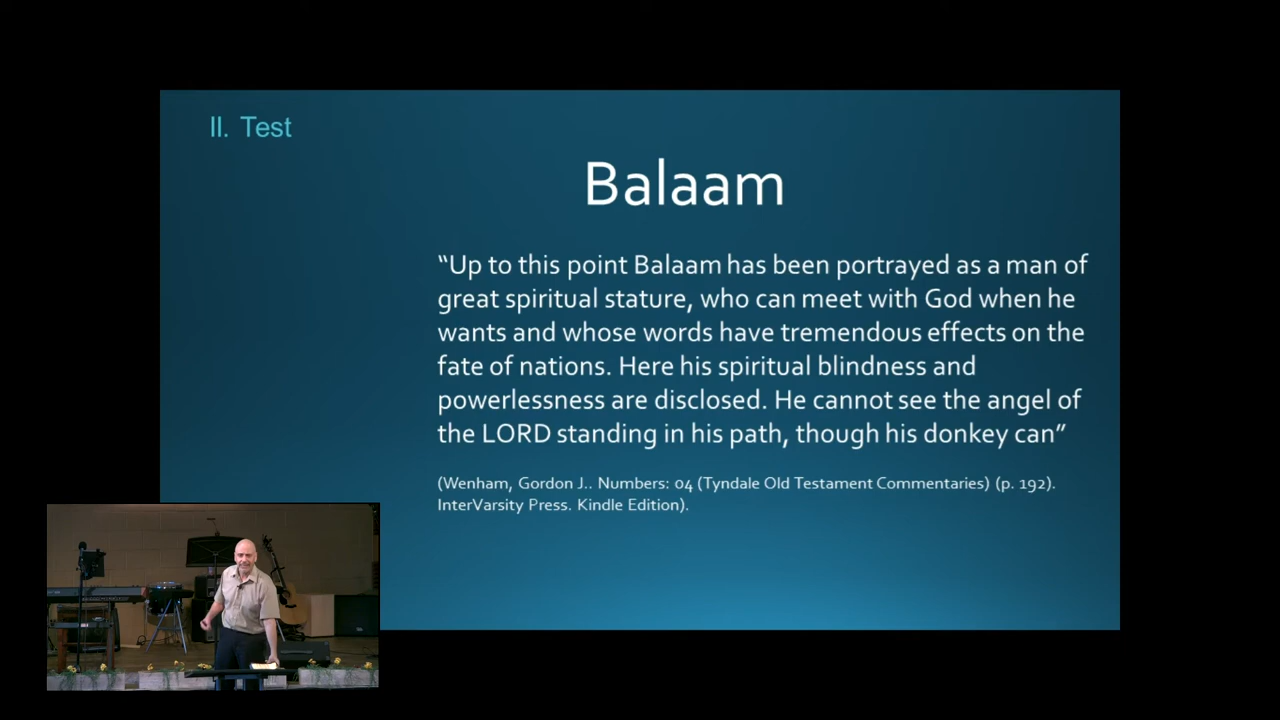 II. Test
Balaam
“Up to this point Balaam has been portrayed as a man of
great spiritual stature, who can meet with God when he
wants and whose words have tremendous effects on the
fate of nations. Here his spiritual blindness and
powerlessness are disclosed. He cannot see the angel of
the LORD standing in his path, though his donkey can”
(Wenham, Gordon J.. Numbers: 04 (Tyndale Old Testament Commentaries) (p. 192).
InterVarsity Press. Kindle Edition).